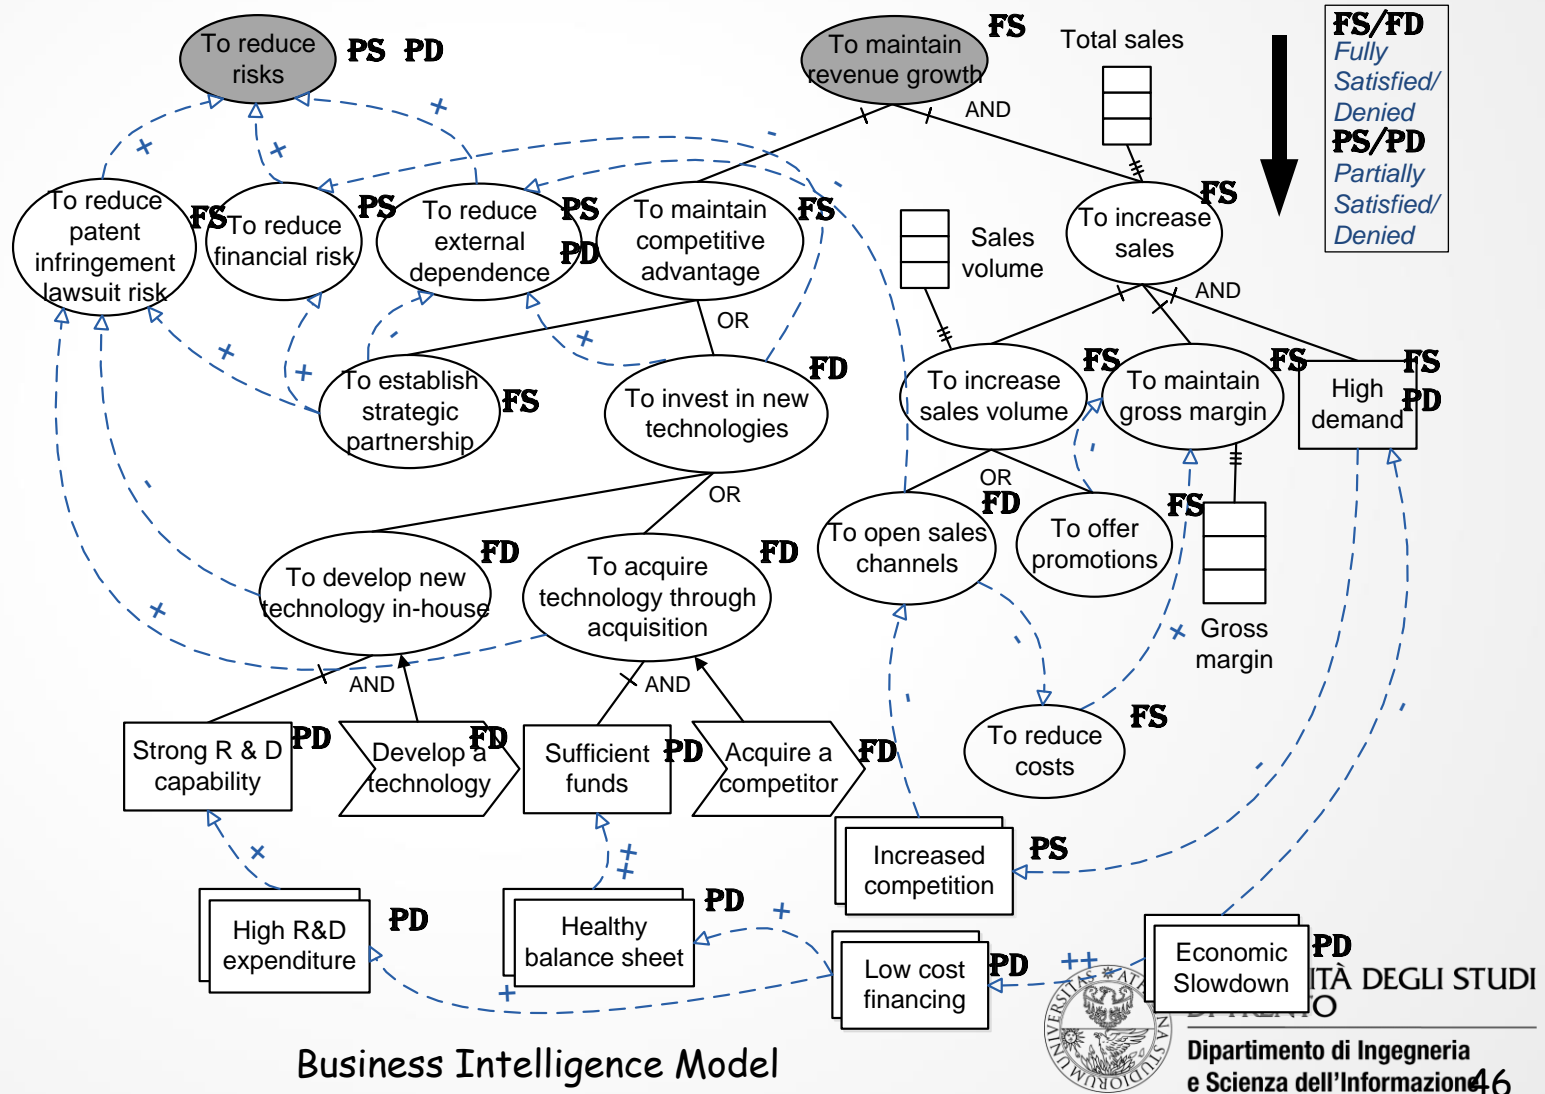 To reduce
risks
PS PD
To maintain
revenue growth
FS
Total sales
AND
FS/FD
Fully
Satisfied/
Denied
PS/PD
Partially
Satisfied/
Denied
+
+
+
-
-
To reduce
patent
infringement
lawsuit risk
FS
To reduce
financial risk
PS
To reduce
external
dependence
PS
PD
To maintain
competitive
advantage
FS
Sales
volume
To increase
sales
FS
AND
OR
+
+
-
+
To establish
strategic
partnership
FS
To invest in new
technologies
FD
To increase
sales volume
FS
To maintain
gross margin
FS
High
demand
FS
PD
OR
OR
-
-
To develop new
technology in-house
FD
To acquire
technology through
acquisition
FD
To open sales
channels
FD
To offer
promotions
FS
Gross
margin
+
+
-
AND
AND
To reduce
costs
FS
-
-
-
Strong R & D
capability
PD
Develop a
technology
FD
Sufficient
funds
PD
Acquire a
competitor
FD
+
++
Increased
competition
PS
High R&D
expenditure
PD
Healthy
balance sheet
PD
+
+
Low cost
financing
PD
++
Economic
Slowdown
PD
ITÀ DEGLI STUDI
Business Intelligence Model
Dipartimento di Ingegneria
e Scienza dell'Informazione
46